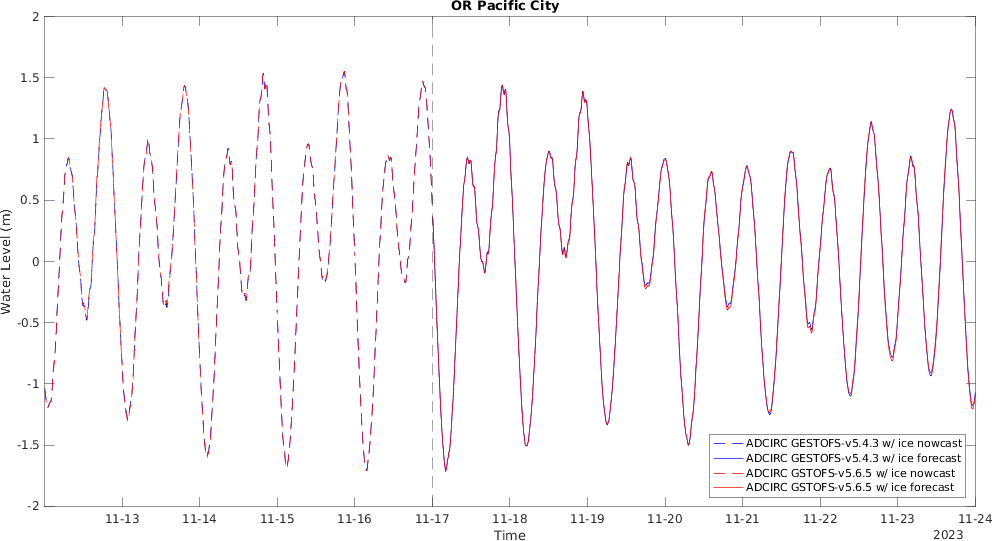 OR Pacific City
2
1.5
1
0.5
0
-0.5
-1
-1.5
-2
Water Level (m)
11-13 11-14 11-15 11-16 11-17 11-18 11-19 11-20 11-21 11-22 11-23 11-24
Time
2023
ADCIRC GESTOFS-v5.4.3 w/ ice nowcast
ADCIRC GESTOFS-v5.4.3 w/ ice forecast
ADCIRC GSTOFS-v5.6.5 w/ ice nowcast
ADCIRC GSTOFS-v5.6.5 w/ ice forecast